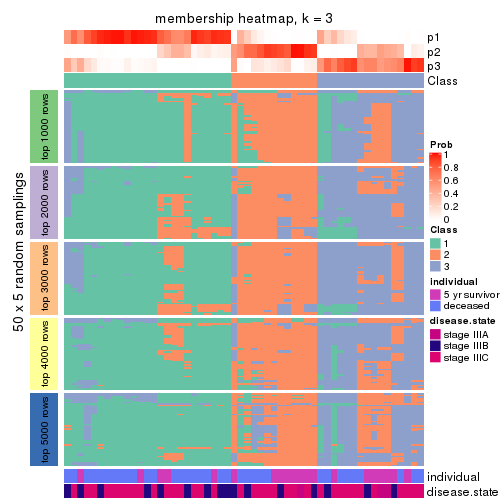 membership heatmap, k = 3
p1
p2
p3
Class
50 x 5 random samplings
top 1000 rows
top 2000 rows
top 3000 rows
top 4000 rows
top 5000 rows
Prob
1
0.8
0.6
0.4
0.2
0
Class
1
2
3
individual
5 yr survivor
deceased
disease.state
stage IIIA
stage IIIB
stage IIIC
individual
disease.state